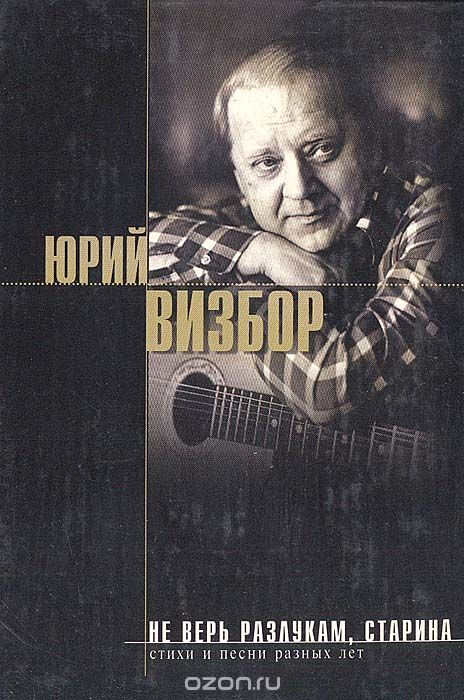 ЮРИЙ
ВИЗБОР
НЕ ВЕРЬ РАЗЛУКАМ, СТАРИНА
стихи и песни разных лет
ozon.ru